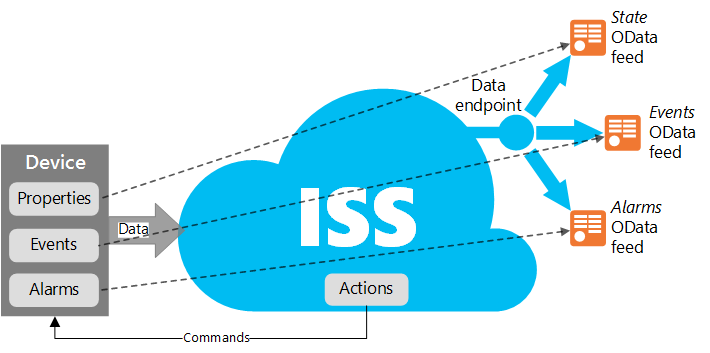 State
OData
feed
Data
endpoint
Events
OData
feed
Device
Properties
ISS
Alarms
OData
feed
Data
Events
Alarms
Actions
Commands